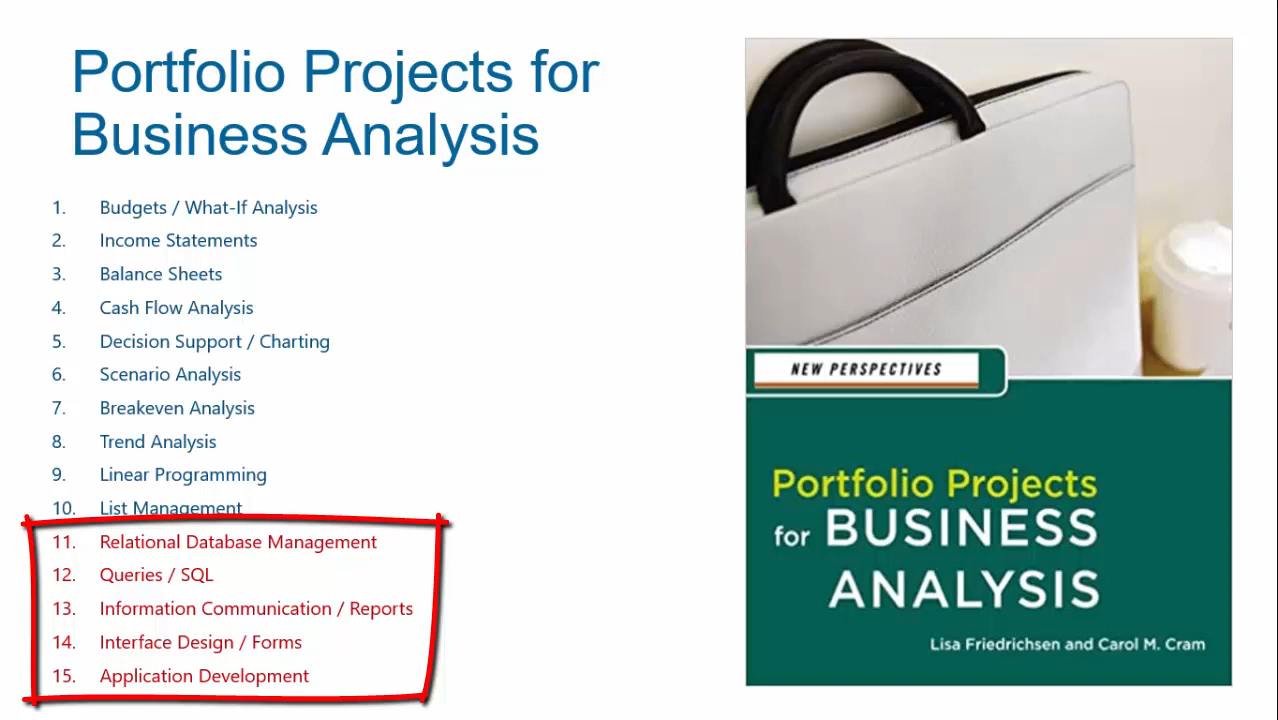 Portfolio Projects for
Business Analysis
1. Budgets / What-If Analysis
2. Income Statements
3. Balance Sheets
4. Cash Flow Analysis
5. Decision Support / Charting
6. Scenario Analysis
7. Breakeven Analysis
8. Trend Analysis
9. Linear Programming
10. List Management
11. Relational Database Management
12. Queries / SQL
13. Information Communication / Reports
14. Interface Design / Forms
15. Application Development
NEW PERSPECTIVES
Portfolio Projects
for BUSINESS
ANALYSIS
Lisa Friedrichsen and Carol M. Cram